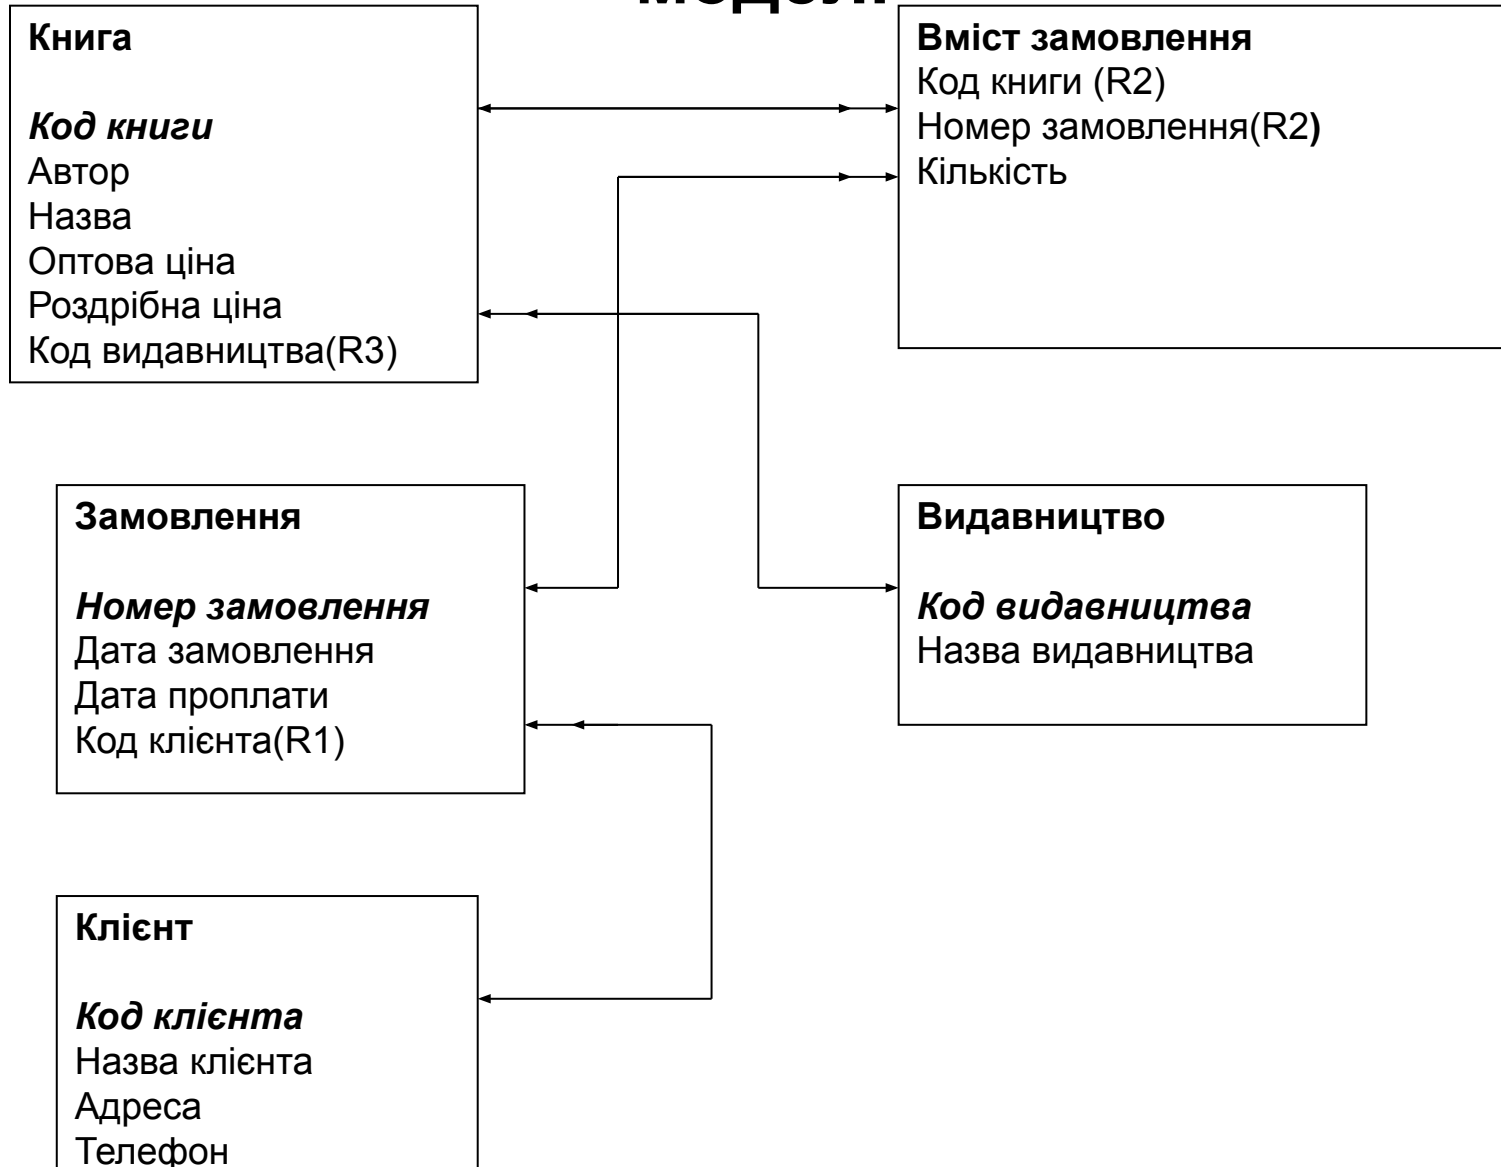 Книга
Код книги
Автор
Назва
Оптова ціна
Роздрібна ціна
Код видавництва(R3)
Вміст замовлення
Код книги (R2)
Номер замовлення(R2)
Кількість
Замовлення
Номер замовлення
Дата замовлення
Дата проплати
Код клієнта(R1)
Видавництво
Код видавництва
Назва видавництва
Клієнт
Код клієнта
Назва клієнта
Адреса
Телефон